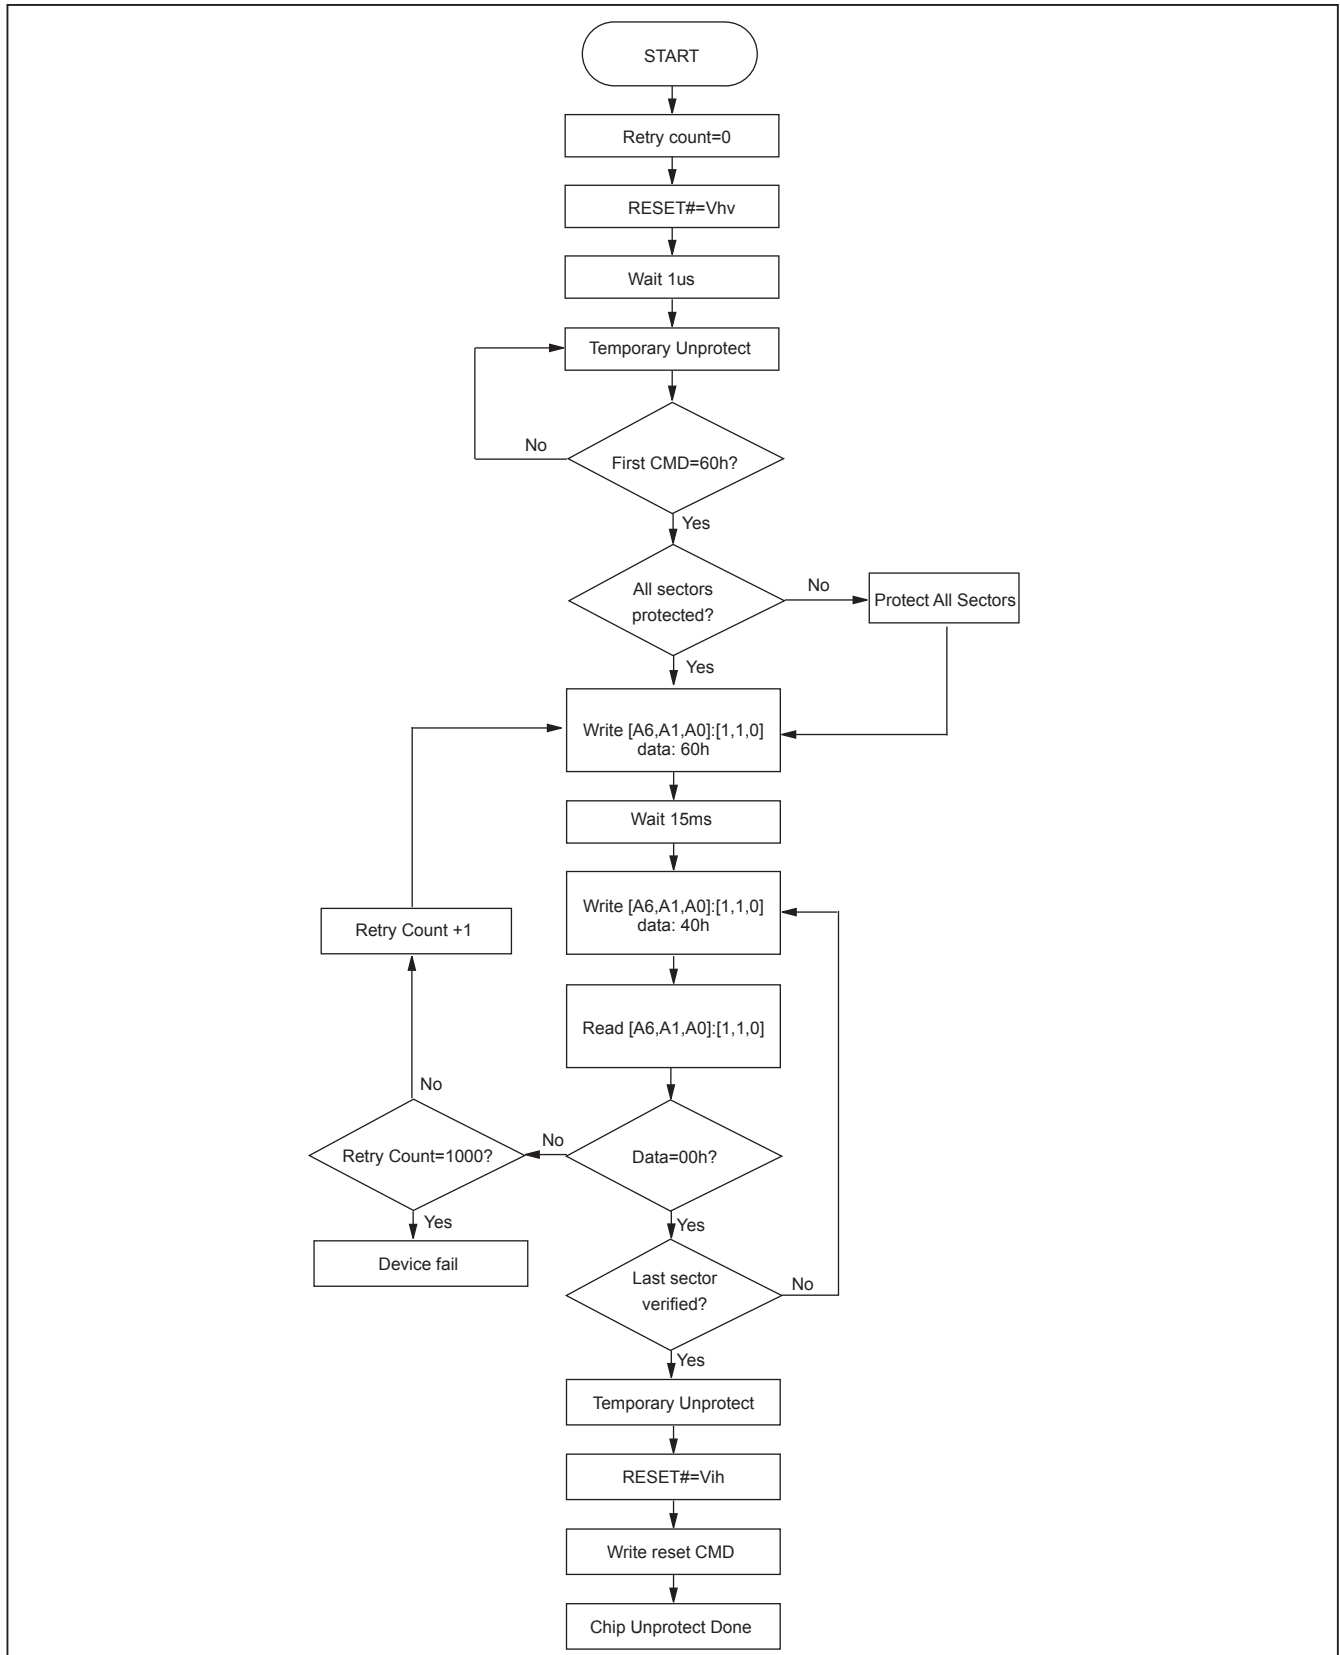 START
Retry count=0
RESET#=Vhv
Wait 1us
Temporary Unprotect
No
First CMD=60h?
Yes
All sectors
protected?
No
Protect All Sectors
Yes
Write [A6,A1,A0]:[1,1,0]
data: 60h
Wait 15ms
Write [A6,A1,A0]:[1,1,0]
data: 40h
Retry Count +1
Read [A6,A1,A0]:[1,1,0]
No
Retry Count=1000?
No
Data=00h?
Yes
Yes
Device fail
Last sector
verified?
No
Yes
Temporary Unprotect
RESET#=Vih
Write reset CMD
Chip Unprotect Done